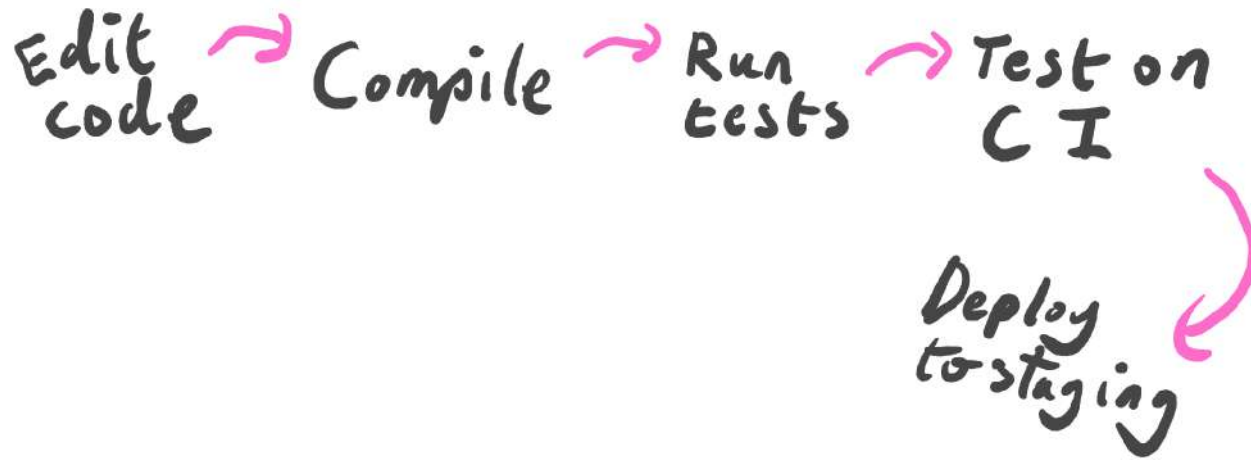 Edit
code
Compile
Run
tests
Test on
CI
Deploy
to staging